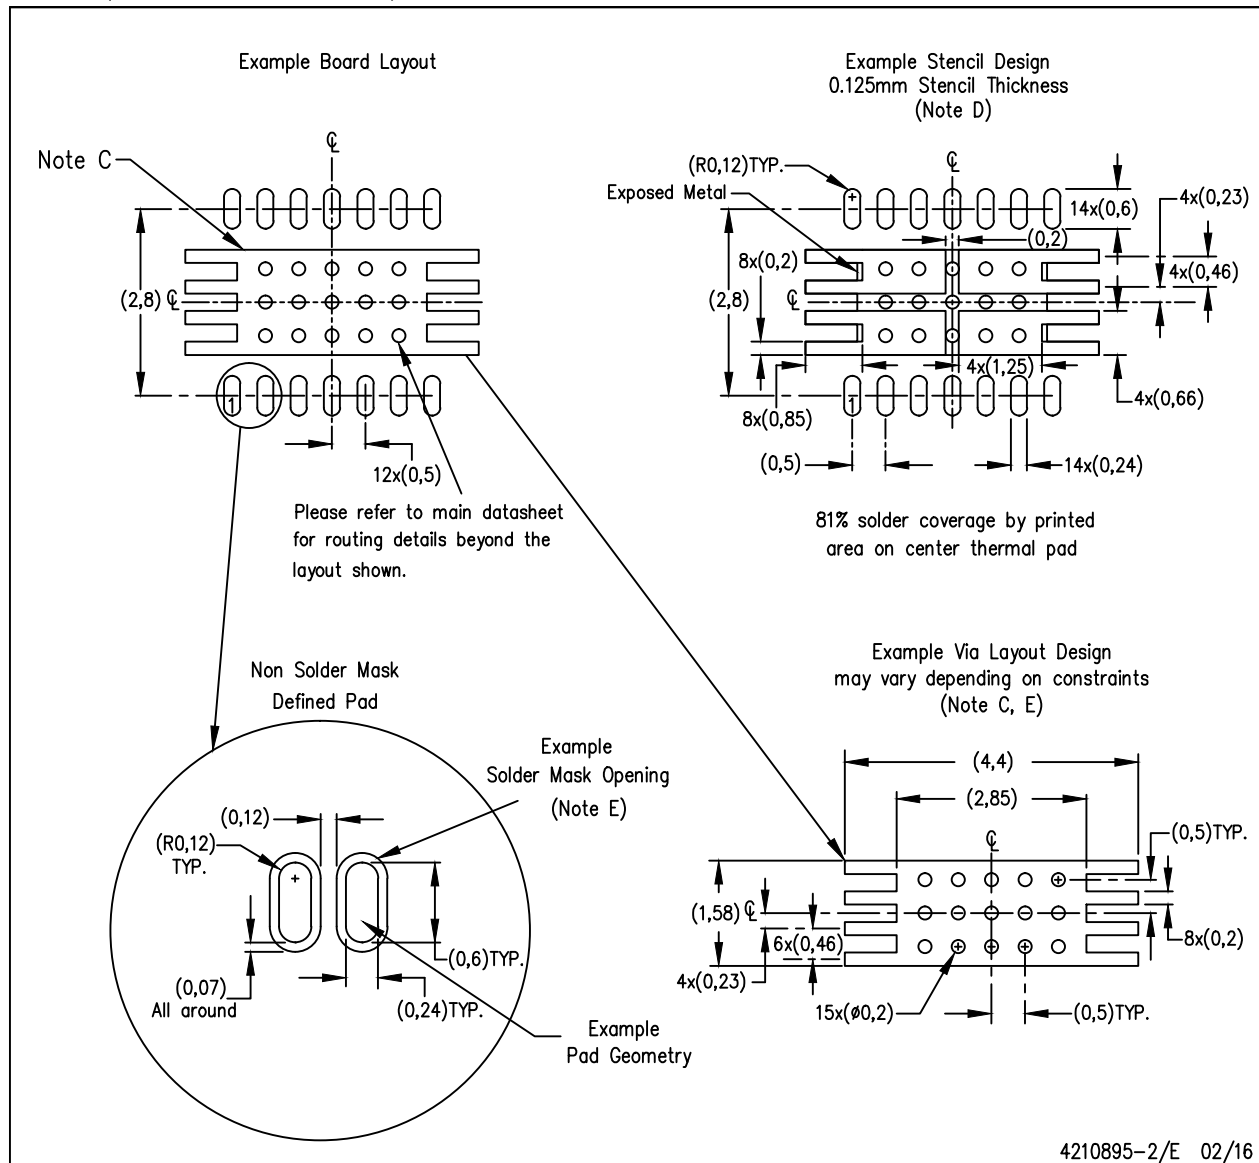 Example Board Layout
Note C
℄
(2,8)
℄
1
12x(0,5)
Please refer to main datasheet
for routing details beyond the
layout shown.
Example Stencil Design
0.125mm Stencil Thickness
(Note D)
℄
(R0,12)TYP.
Exposed Metal
14x(0,6)
4x(0,23)
(0,2)
8x(0,2)
4x(0,46)
(2,8)
℄
4x(1,25)
4x(0,66)
8x(0,85)
1
(0,5)
14x(0,24)
81% solder coverage by printed
area on center thermal pad
Non Solder Mask
Defined Pad
Example
Solder Mask Opening
(Note E)
(0,12)
(R0,12)
TYP.
(0,6)TYP.
(0,07)
All around
(0,24)TYP.
Example
Pad Geometry
Example Via Layout Design
may vary depending on constraints
(Note C, E)
(4,4)
(2,85)
℄
(0,5)TYP.
(1,58)
℄
6x(0,46)
8x(0,2)
4x(0,23)
15x(ø0,2)
(0,5)TYP.
4210895-2/E 02/16